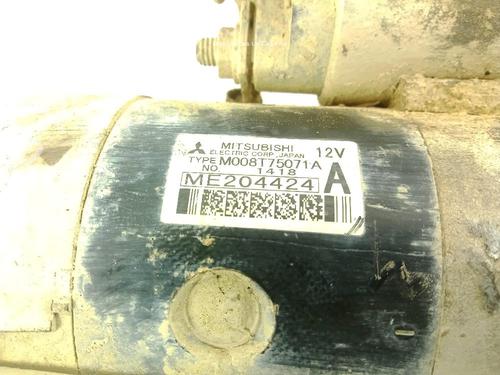 MITSUBISHI
ELECTRIC CORP. JAPAN 12V
TYPE M008T75071A
NO. 1418
ME204424 A